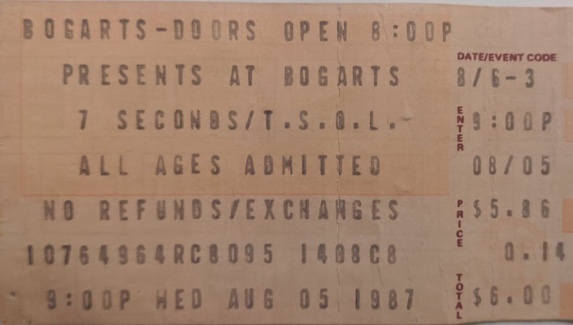 BOGARTS-DOORS OPEN 8:00P
PRESENTS AT BOGARTS
7 SECONDS/T.S.O.L.
ALL AGES ADMITTED
NO REFUNDS/EXCHANGES
10764964RC8095 1408C8
9:00P WED AUG 05 1987
DATE/EVENT CODE
8/6-3
ENTER
9:00P
08/05
PRICE
$5.86
0.14
TOTAL
$6.00